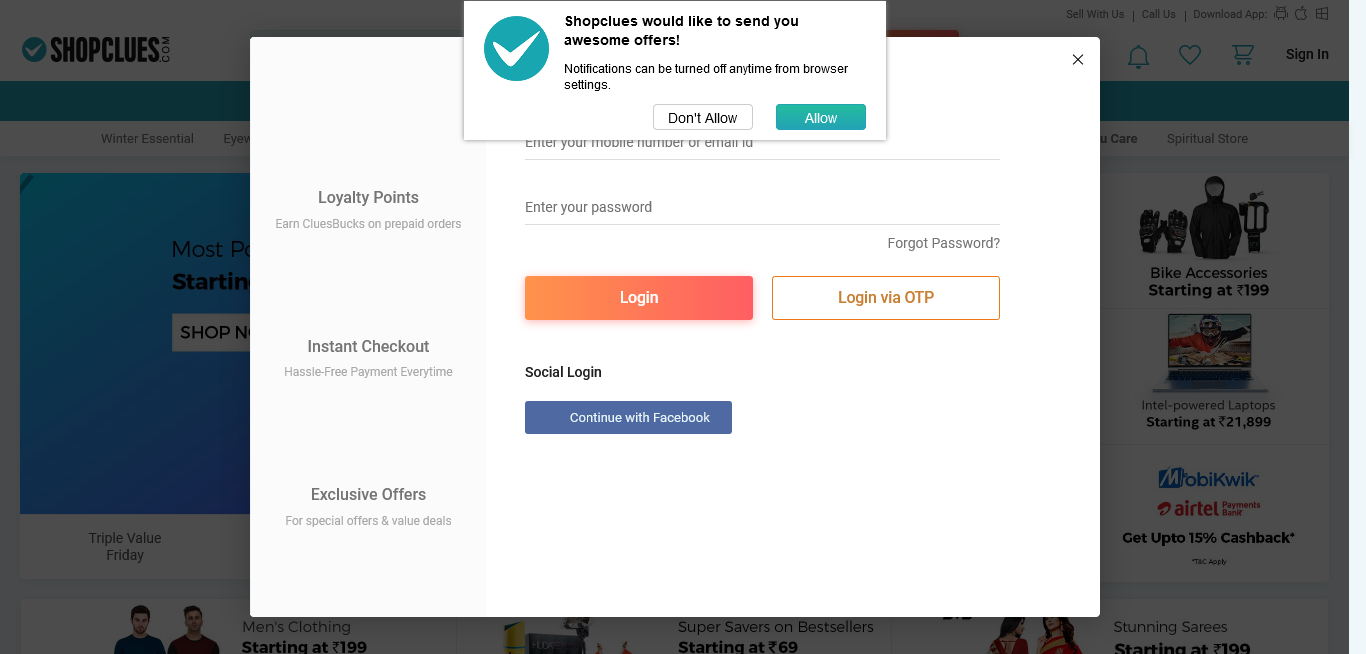 Sell With Us | Call Us | Download App:
SHOPCLUES.COM
Sign In
Shopclues would like to send you
awesome offers!
Notifications can be turned off anytime from browser
settings.
Don't Allow
Allow
Winter Essential
Spiritual Store
Enter your mobile number or email id
Enter your password
Forgot Password?
Login
Login via OTP
Social Login
Continue with Facebook
Loyalty Points
Earn CluesBucks on prepaid orders
Instant Checkout
Hassle-Free Payment Everytime
Exclusive Offers
For special offers & value deals
Most
Starting
SHOP
Triple Value
Friday
Bike Accessories
Starting at ₹199
Intel-powered Laptops
Starting at ₹21,899
MobiKwik
airtel Payments Bank
Get Upto 15% Cashback*
*T&C Apply
Men's Clothing
Starting at ₹199
Super Savers on Bestsellers
Starting at ₹69
Stunning Sarees
Starting at ₹199